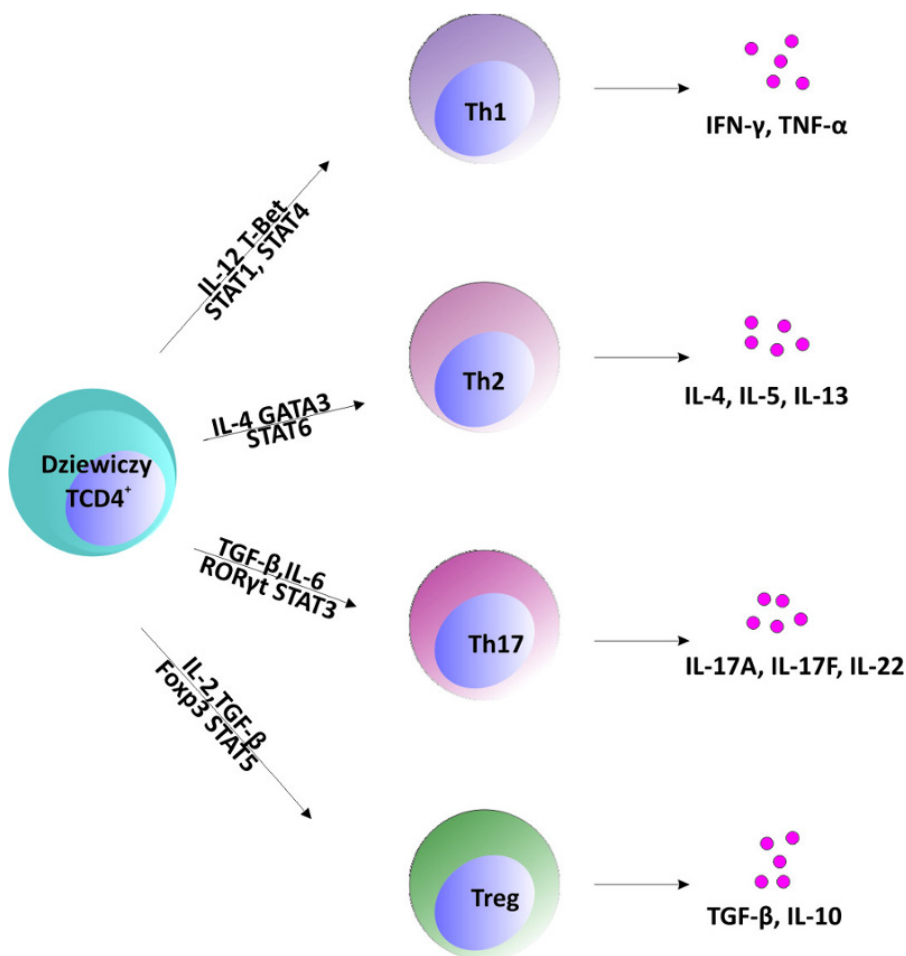 Th1
IFN-γ, TNF-α
IL-12 T-Bet
STAT1, STAT4
Th2
IL-4, IL-5, IL-13
IL-4 GATA3
STAT6
Dziewiczy
TCD4⁺
TGF-β,IL-6
RORγt STAT3
Th17
IL-17A, IL-17F, IL-22
IL-2,TGF-β
Foxp3 STAT5
Treg
TGF-β, IL-10